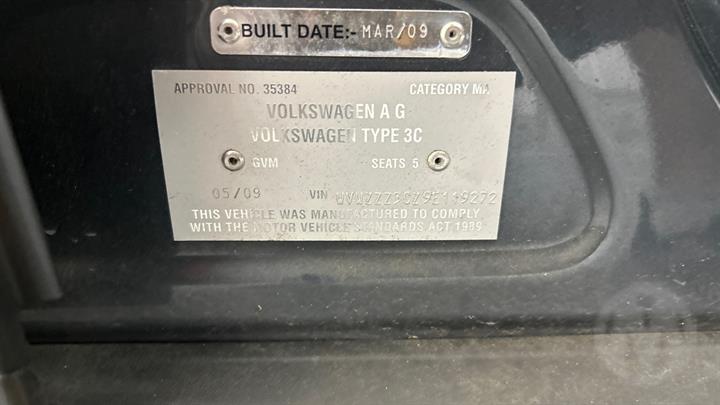 BUILT DATE:- MAR/09
APPROVAL NO. 35384 CATEGORY MA
VOLKSWAGEN A G
VOLKSWAGEN TYPE 3C
GVM SEATS 5
05/09 VIN WVWZZZ3CZ9E149272
THIS VEHICLE WAS MANUFACTURED TO COMPLY
WITH THE MOTOR VEHICLE STANDARDS ACT 1989